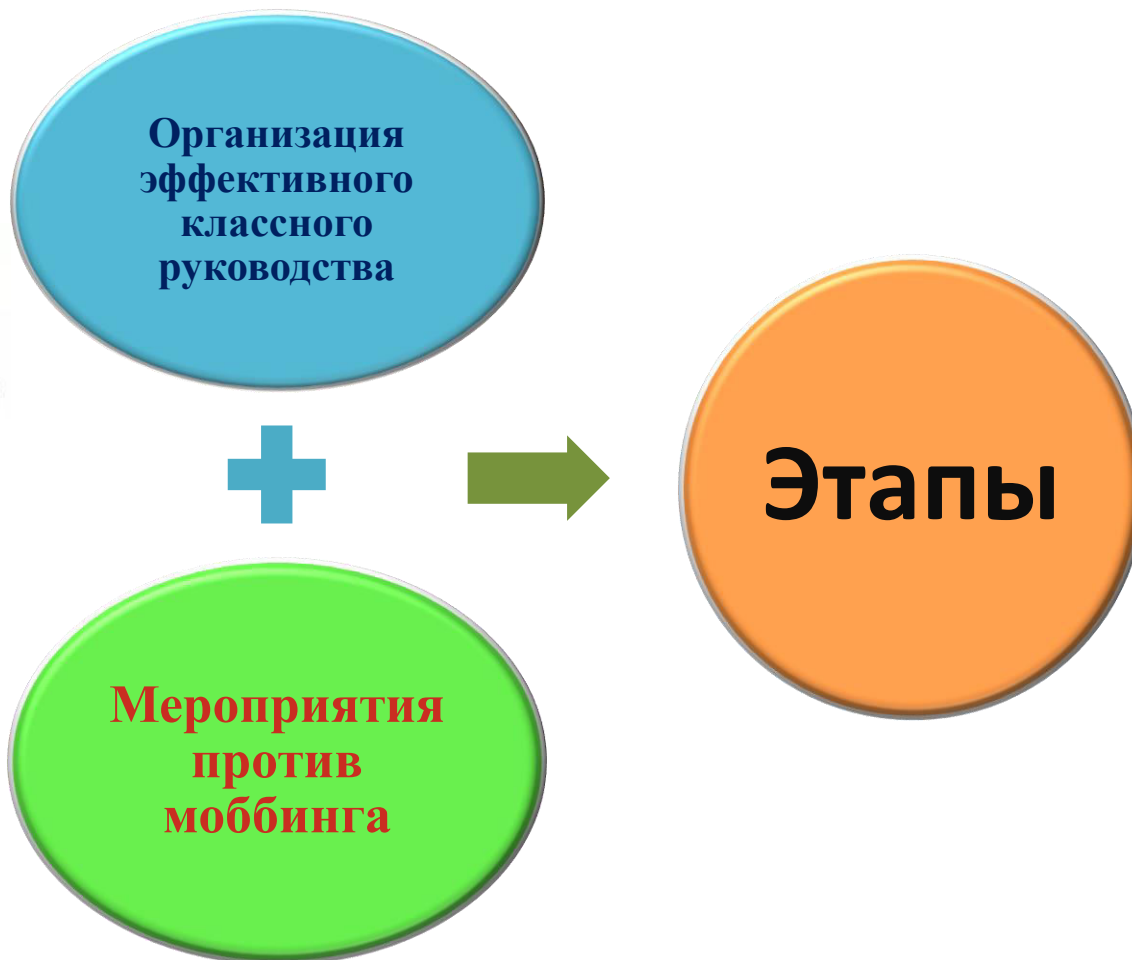 Организация
эффективного
классного
руководства
Этапы
Мероприятия
против
моббинга